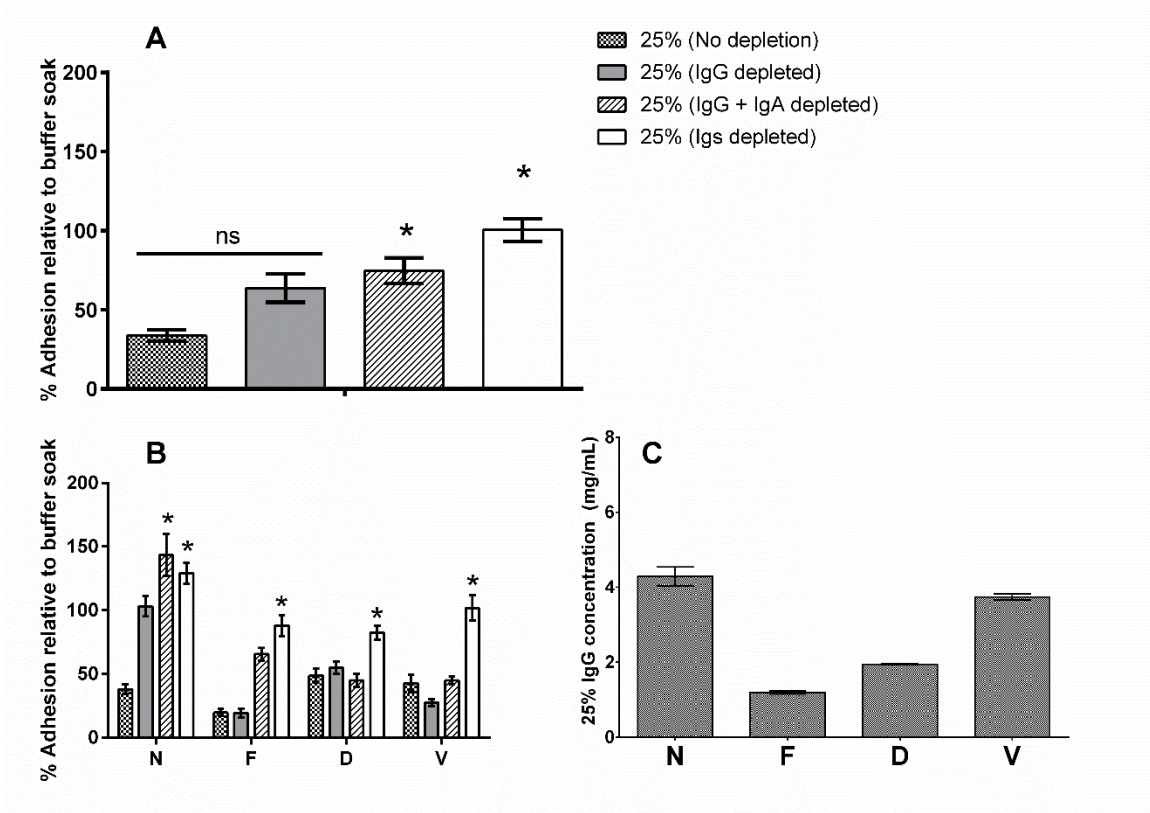 A
% Adhesion relative to buffer soak
200
150
100
50
0
ns
*
*
25% (No depletion)
25% (IgG depleted)
25% (IgG + IgA depleted)
25% (Igs depleted)
B
% Adhesion relative to buffer soak
200
150
100
50
0
*
*
*
*
*
N F D V
C
25% IgG concentration (mg/mL)
8
6
4
2
0
N F D V